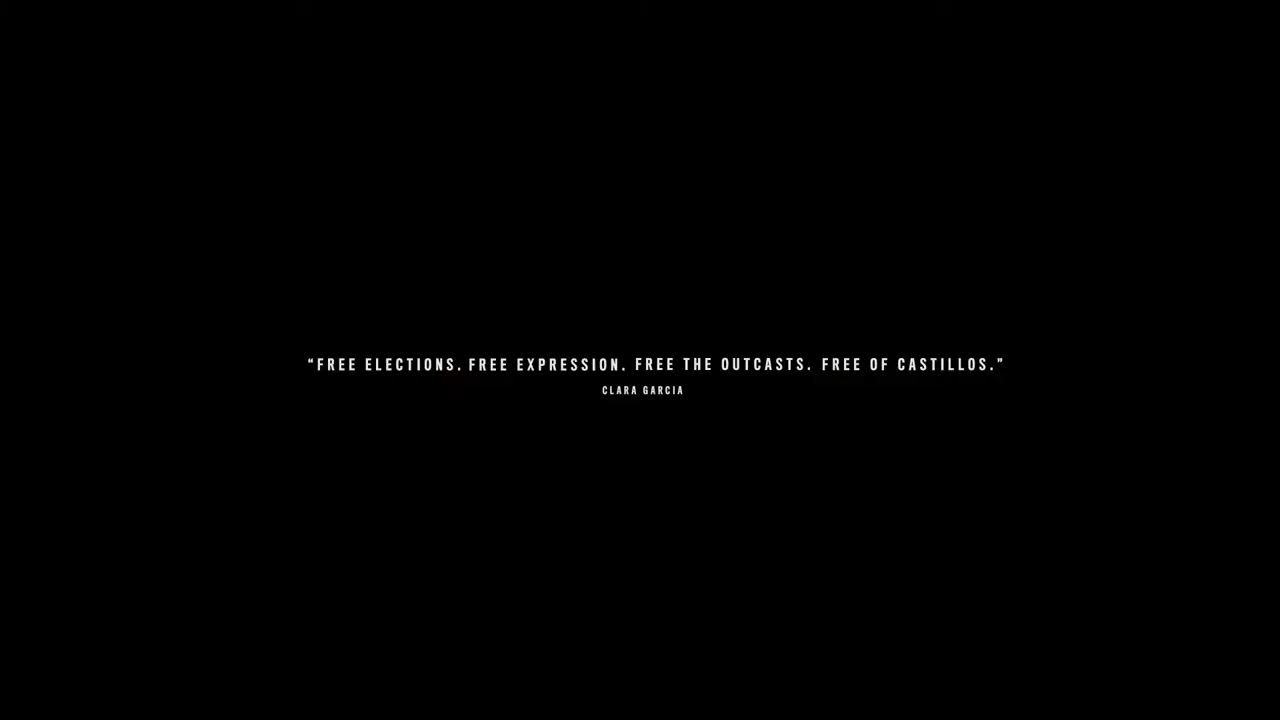 “FREE ELECTIONS. FREE EXPRESSION. FREE THE OUTCASTS. FREE OF CASTILLOS.”
CLARA GARCIA